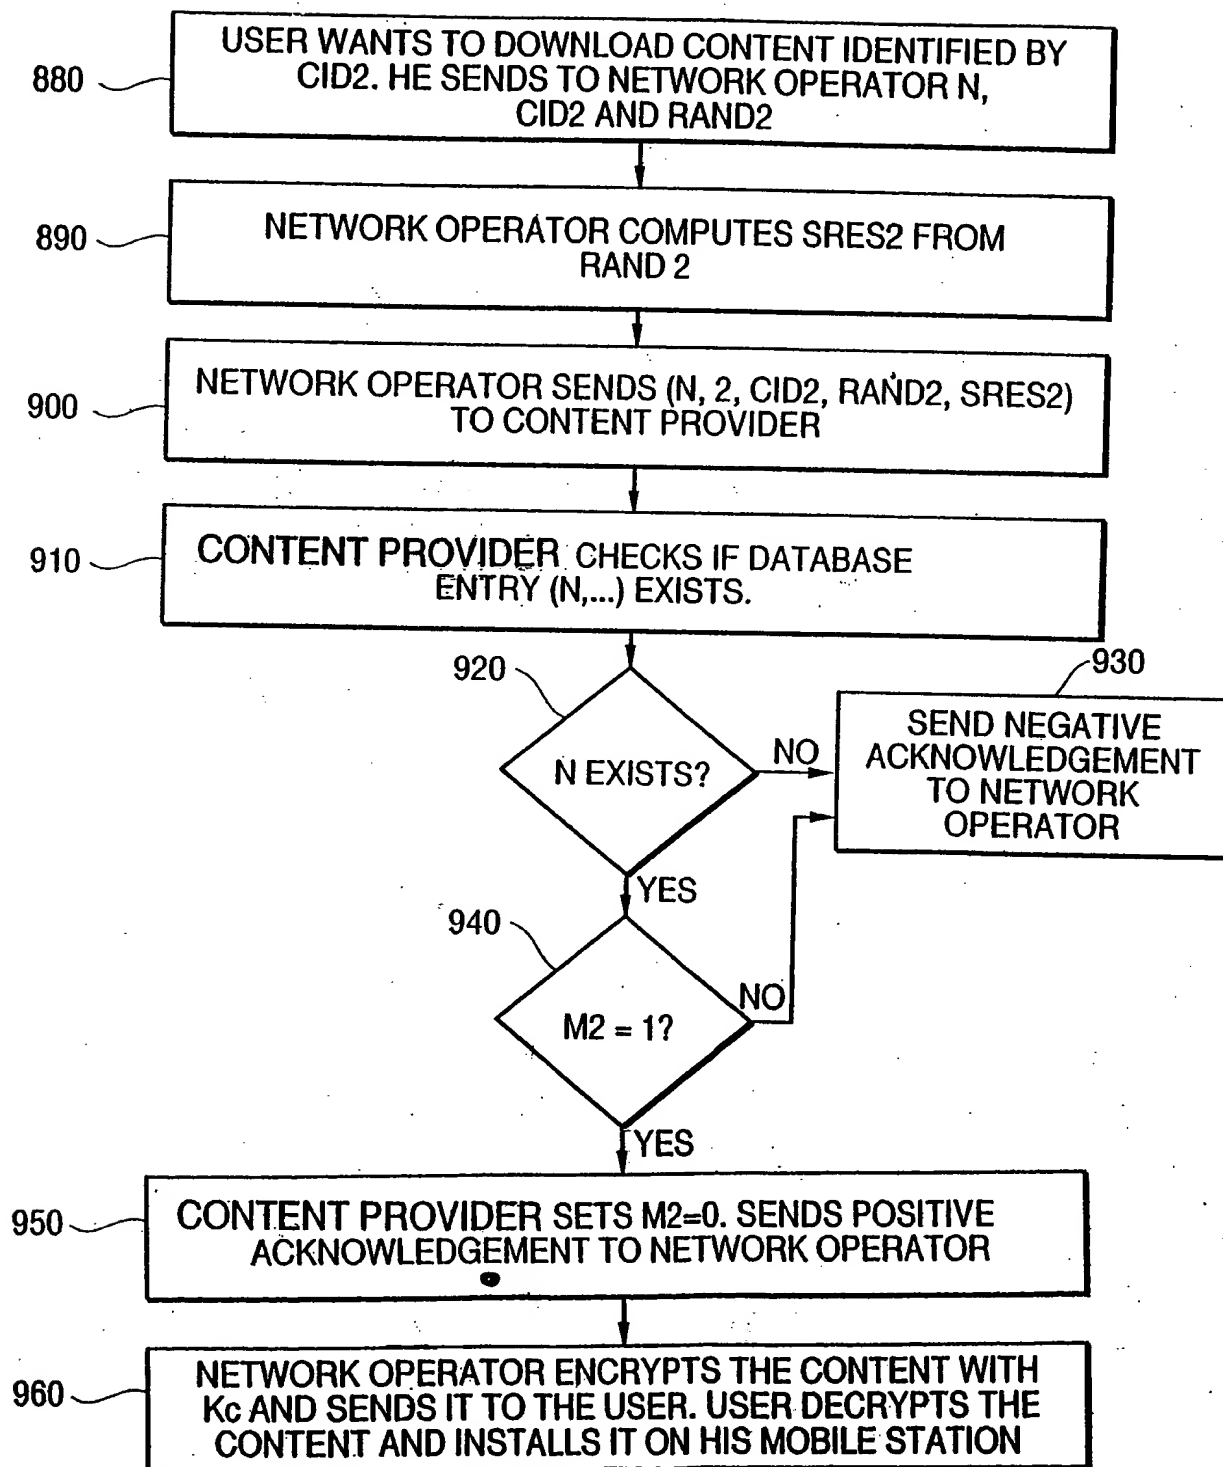 880
USER WANTS TO DOWNLOAD CONTENT IDENTIFIED BY
CID2. HE SENDS TO NETWORK OPERATOR N,
CID2 AND RAND2
890
NETWORK OPERATOR COMPUTES SRES2 FROM
RAND 2
900
NETWORK OPERATOR SENDS (N, 2, CID2, RAND2, SRES2)
TO CONTENT PROVIDER
910
CONTENT PROVIDER CHECKS IF DATABASE
ENTRY (N,...) EXISTS.
920
N EXISTS?
NO
930
SEND NEGATIVE
ACKNOWLEDGEMENT
TO NETWORK
OPERATOR
YES
940
M2 = 1?
NO
YES
950
CONTENT PROVIDER SETS M2=0. SENDS POSITIVE
ACKNOWLEDGEMENT TO NETWORK OPERATOR
960
NETWORK OPERATOR ENCRYPTS THE CONTENT WITH
Kc AND SENDS IT TO THE USER. USER DECRYPTS THE
CONTENT AND INSTALLS IT ON HIS MOBILE STATION